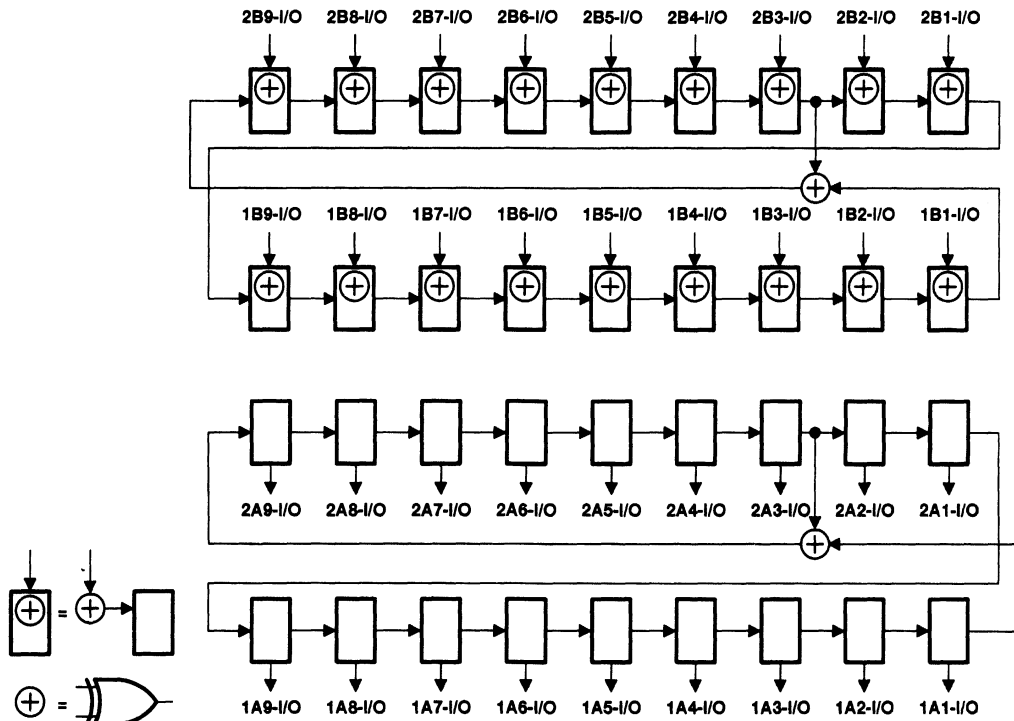 2B9-I/O 2B8-I/O 2B7-I/O 2B6-I/O 2B5-I/O 2B4-I/O 2B3-I/O 2B2-I/O 2B1-I/O
1B9-I/O 1B8-I/O 1B7-I/O 1B6-I/O 1B5-I/O 1B4-I/O 1B3-I/O 1B2-I/O 1B1-I/O
2A9-I/O 2A8-I/O 2A7-I/O 2A6-I/O 2A5-I/O 2A4-I/O 2A3-I/O 2A2-I/O 2A1-I/O
=
=
1A9-I/O 1A8-I/O 1A7-I/O 1A6-I/O 1A5-I/O 1A4-I/O 1A3-I/O 1A2-I/O 1A1-I/O